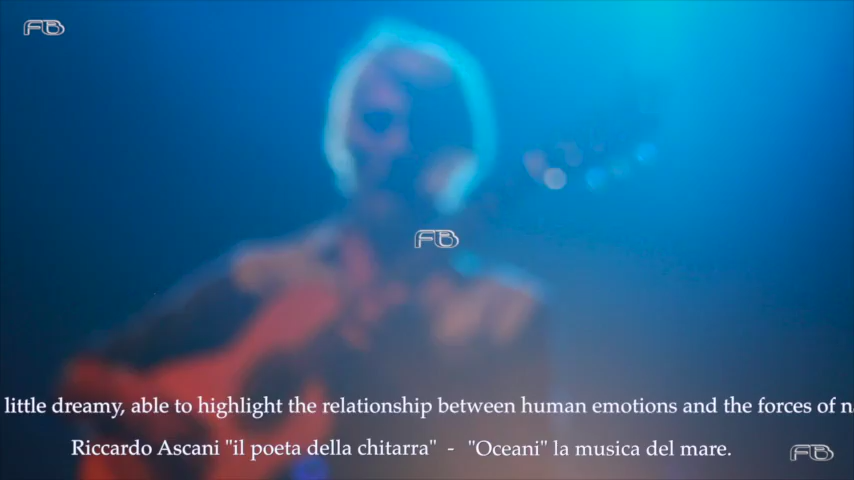 FB
FB
little dreamy, able to highlight the relationship between human emotions and the forces of
Riccardo Ascani "il poeta della chitarra" - "Oceani" la musica del mare.
FB